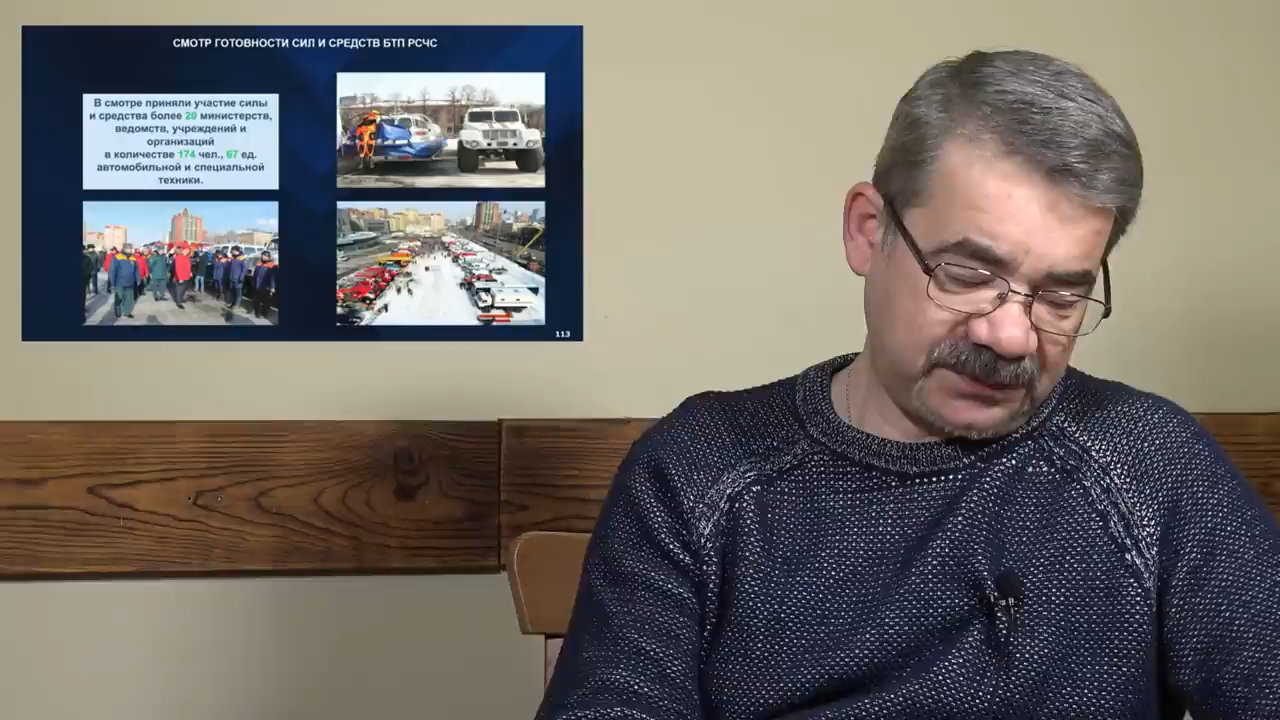 СМОТР ГОТОВНОСТИ СИЛ И СРЕДСТВ БТП РСЧС
В смотре приняли участие силы
и средства более 20 министерств,
ведомств, учреждений и
организаций
в количестве 174 чел., 67 ед.
автомобильной и специальной
техники.
113